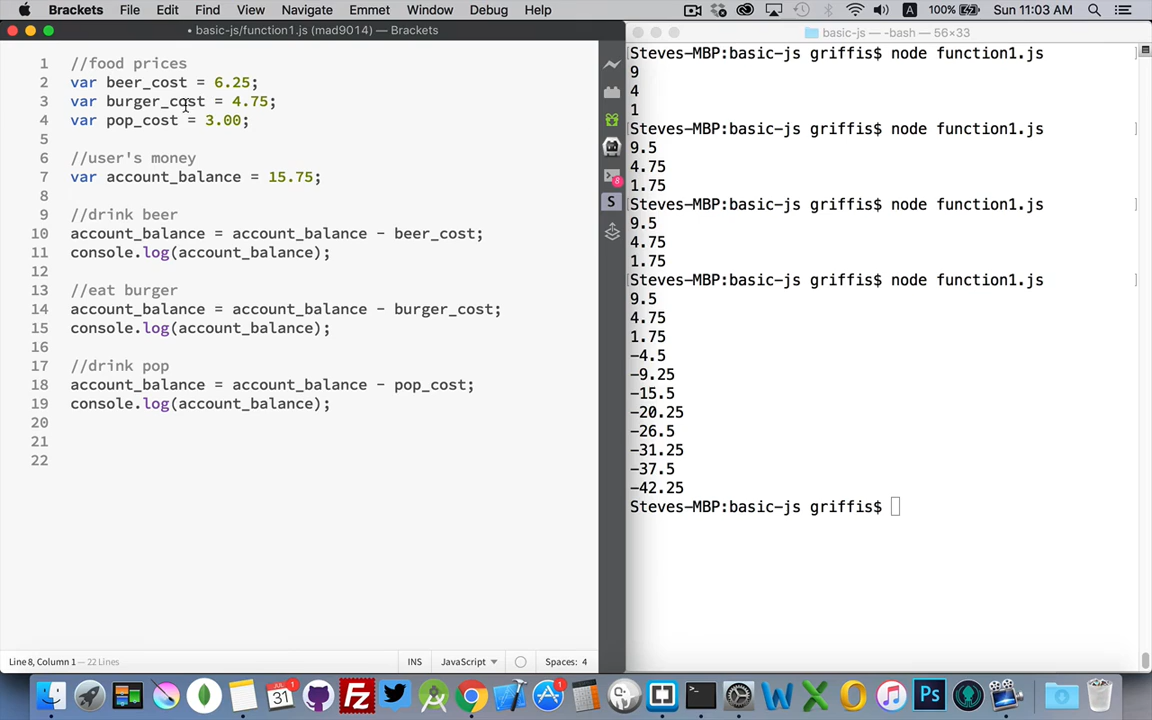 Brackets File Edit Find View Navigate Emmet Window Debug Help 100% Sun 11:03 AM
• basic-js/function1.js (mad9014) — Brackets
basic-js — -bash — 56×33
1 //food prices
2 var beer_cost = 6.25;
3 var burger_cost = 4.75;
4 var pop_cost = 3.00;
5
6 //user's money
7 var account_balance = 15.75;
8
9 //drink beer
10 account_balance = account_balance - beer_cost;
11 console.log(account_balance);
12
13 //eat burger
14 account_balance = account_balance - burger_cost;
15 console.log(account_balance);
16
17 //drink pop
18 account_balance = account_balance - pop_cost;
19 console.log(account_balance);
20
21
22
8
S
[Steves-MBP:basic-js griffis$ node function1.js ]
9
4
1
[Steves-MBP:basic-js griffis$ node function1.js ]
9.5
4.75
1.75
[Steves-MBP:basic-js griffis$ node function1.js ]
9.5
4.75
1.75
[Steves-MBP:basic-js griffis$ node function1.js ]
9.5
4.75
1.75
-4.5
-9.25
-15.5
-20.25
-26.5
-31.25
-37.5
-42.25
Steves-MBP:basic-js griffis$
Line 8, Column 1 — 22 Lines INS JavaScript Spaces: 4
31
1
Ps